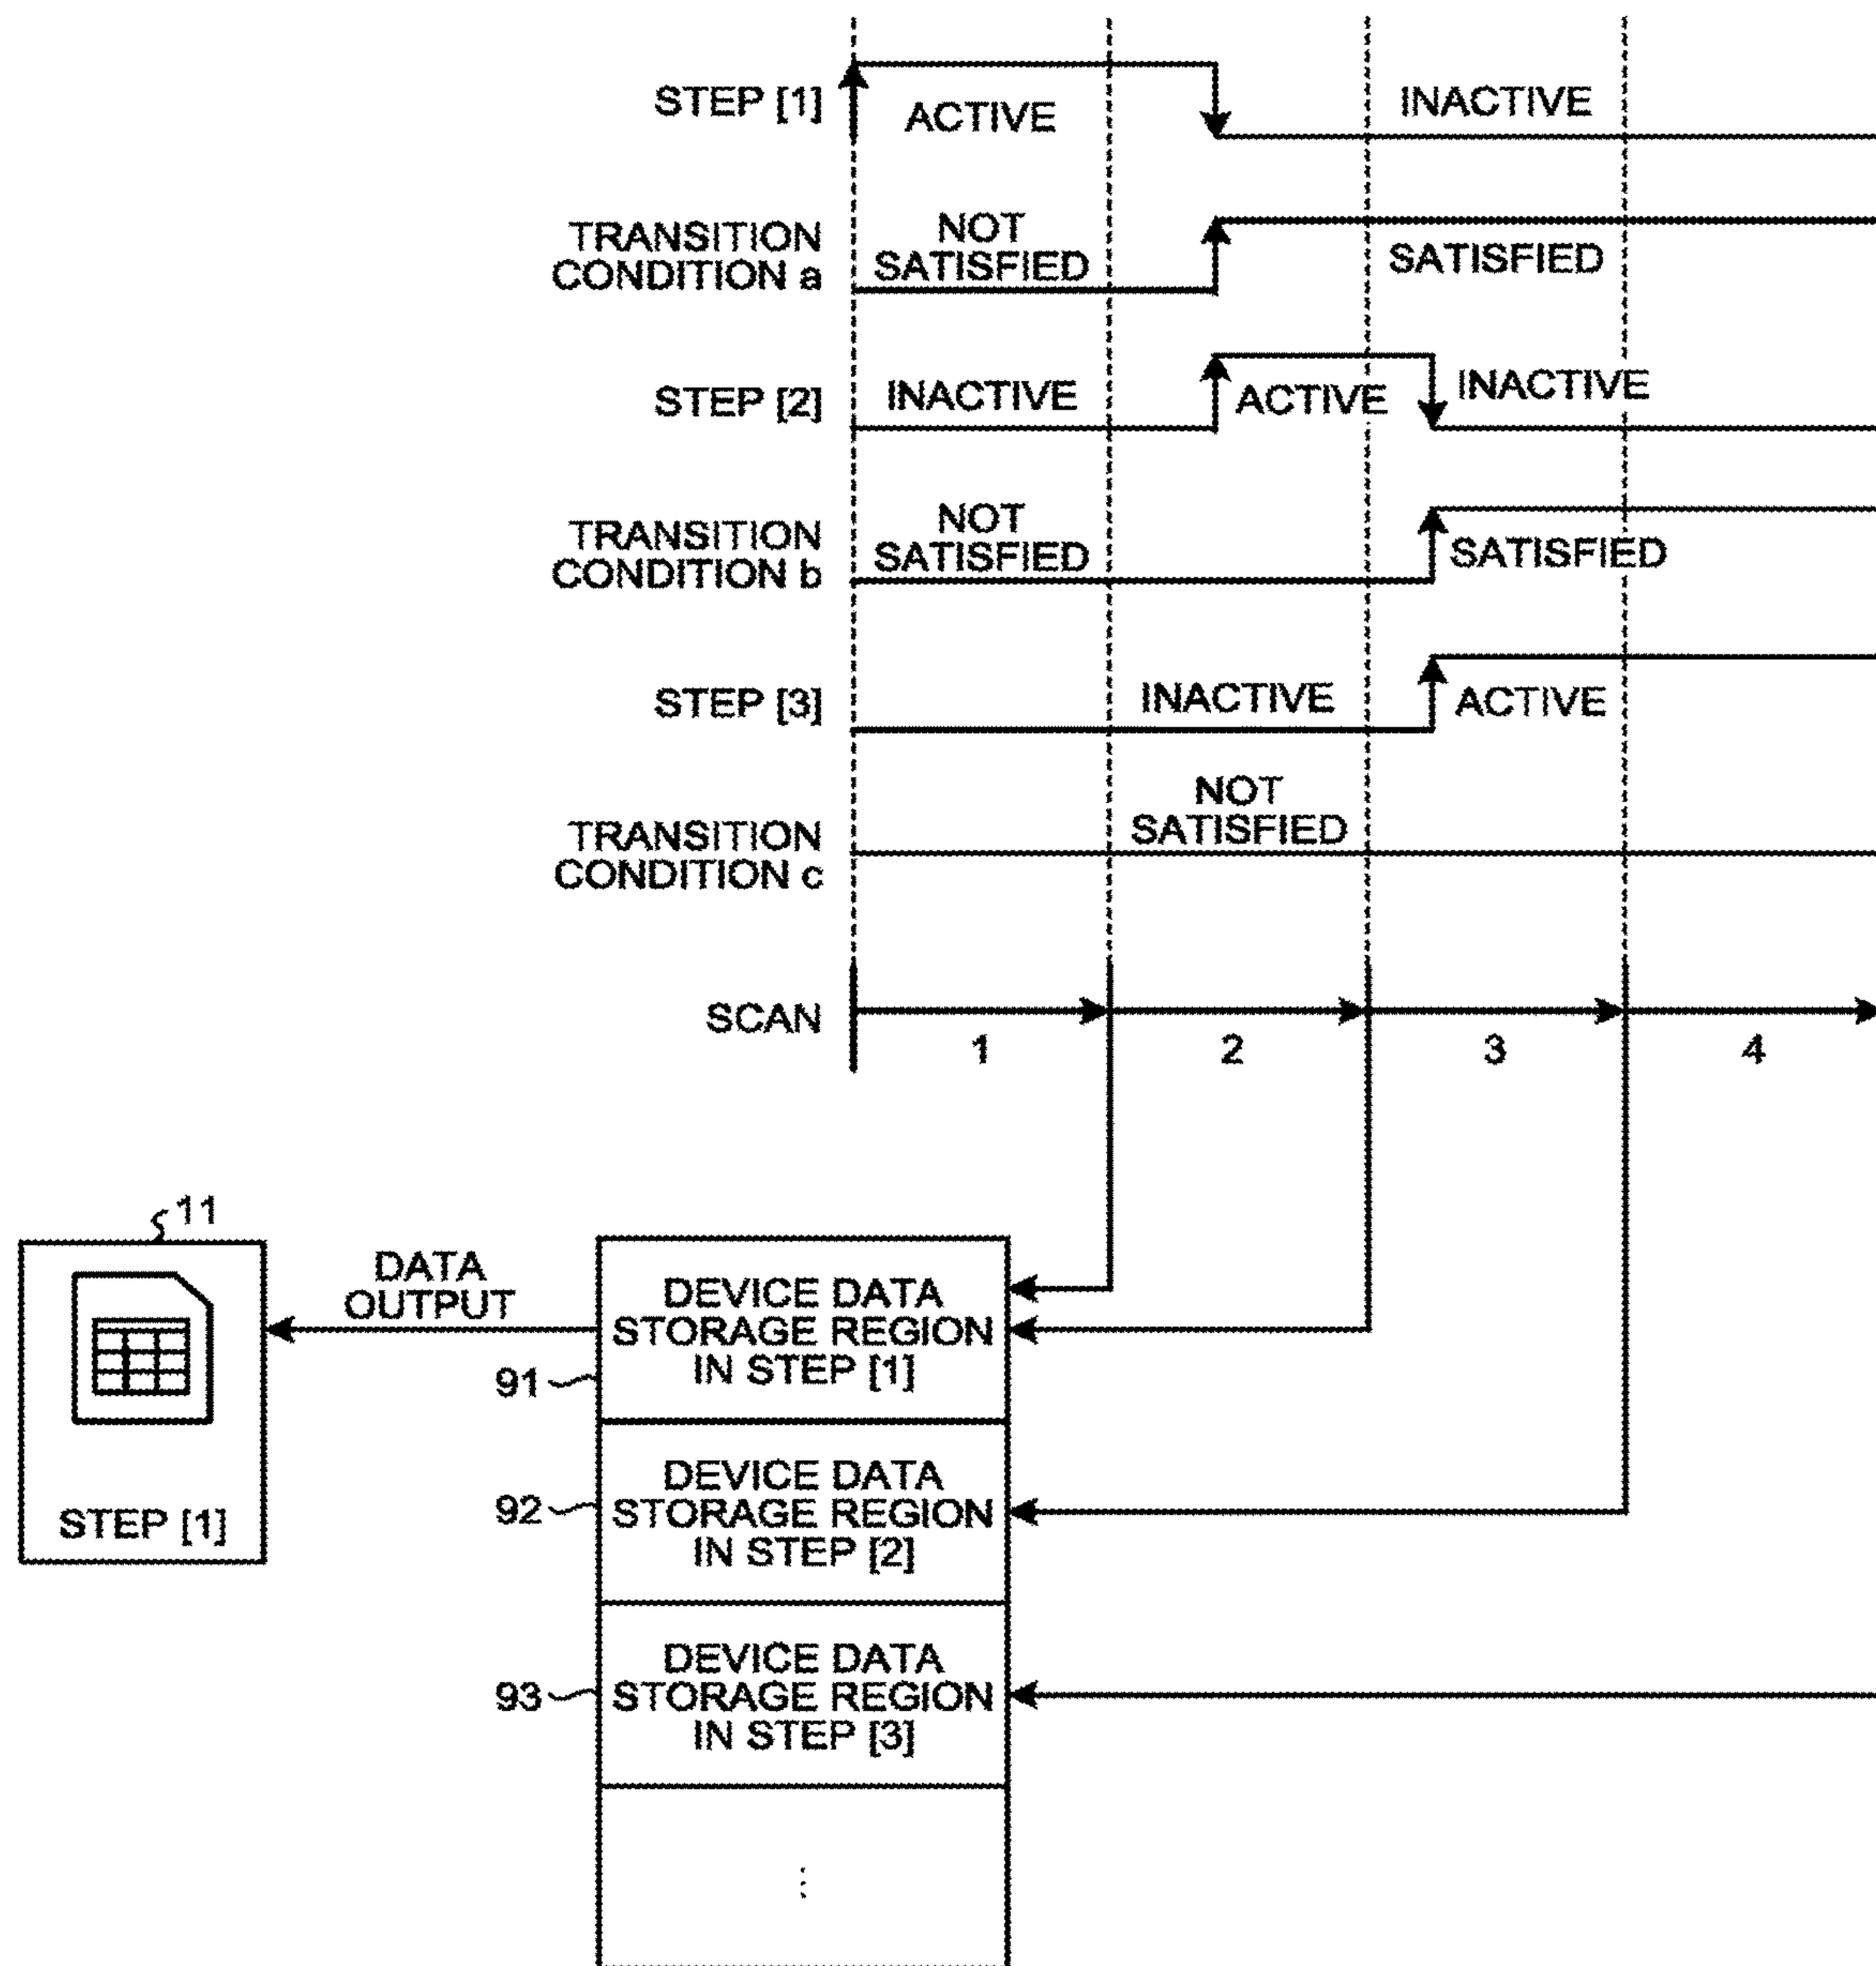 STEP [1]
ACTIVE
INACTIVE
TRANSITION
CONDITION a
NOT
SATISFIED
SATISFIED
STEP [2]
INACTIVE
ACTIVE
INACTIVE
TRANSITION
CONDITION b
NOT
SATISFIED
SATISFIED
STEP [3]
INACTIVE
ACTIVE
TRANSITION
CONDITION c
NOT
SATISFIED
SCAN
1
2
3
4
11
STEP [1]
DATA
OUTPUT
91
DEVICE DATA
STORAGE REGION
IN STEP [1]
92
DEVICE DATA
STORAGE REGION
IN STEP [2]
93
DEVICE DATA
STORAGE REGION
IN STEP [3]
⋮